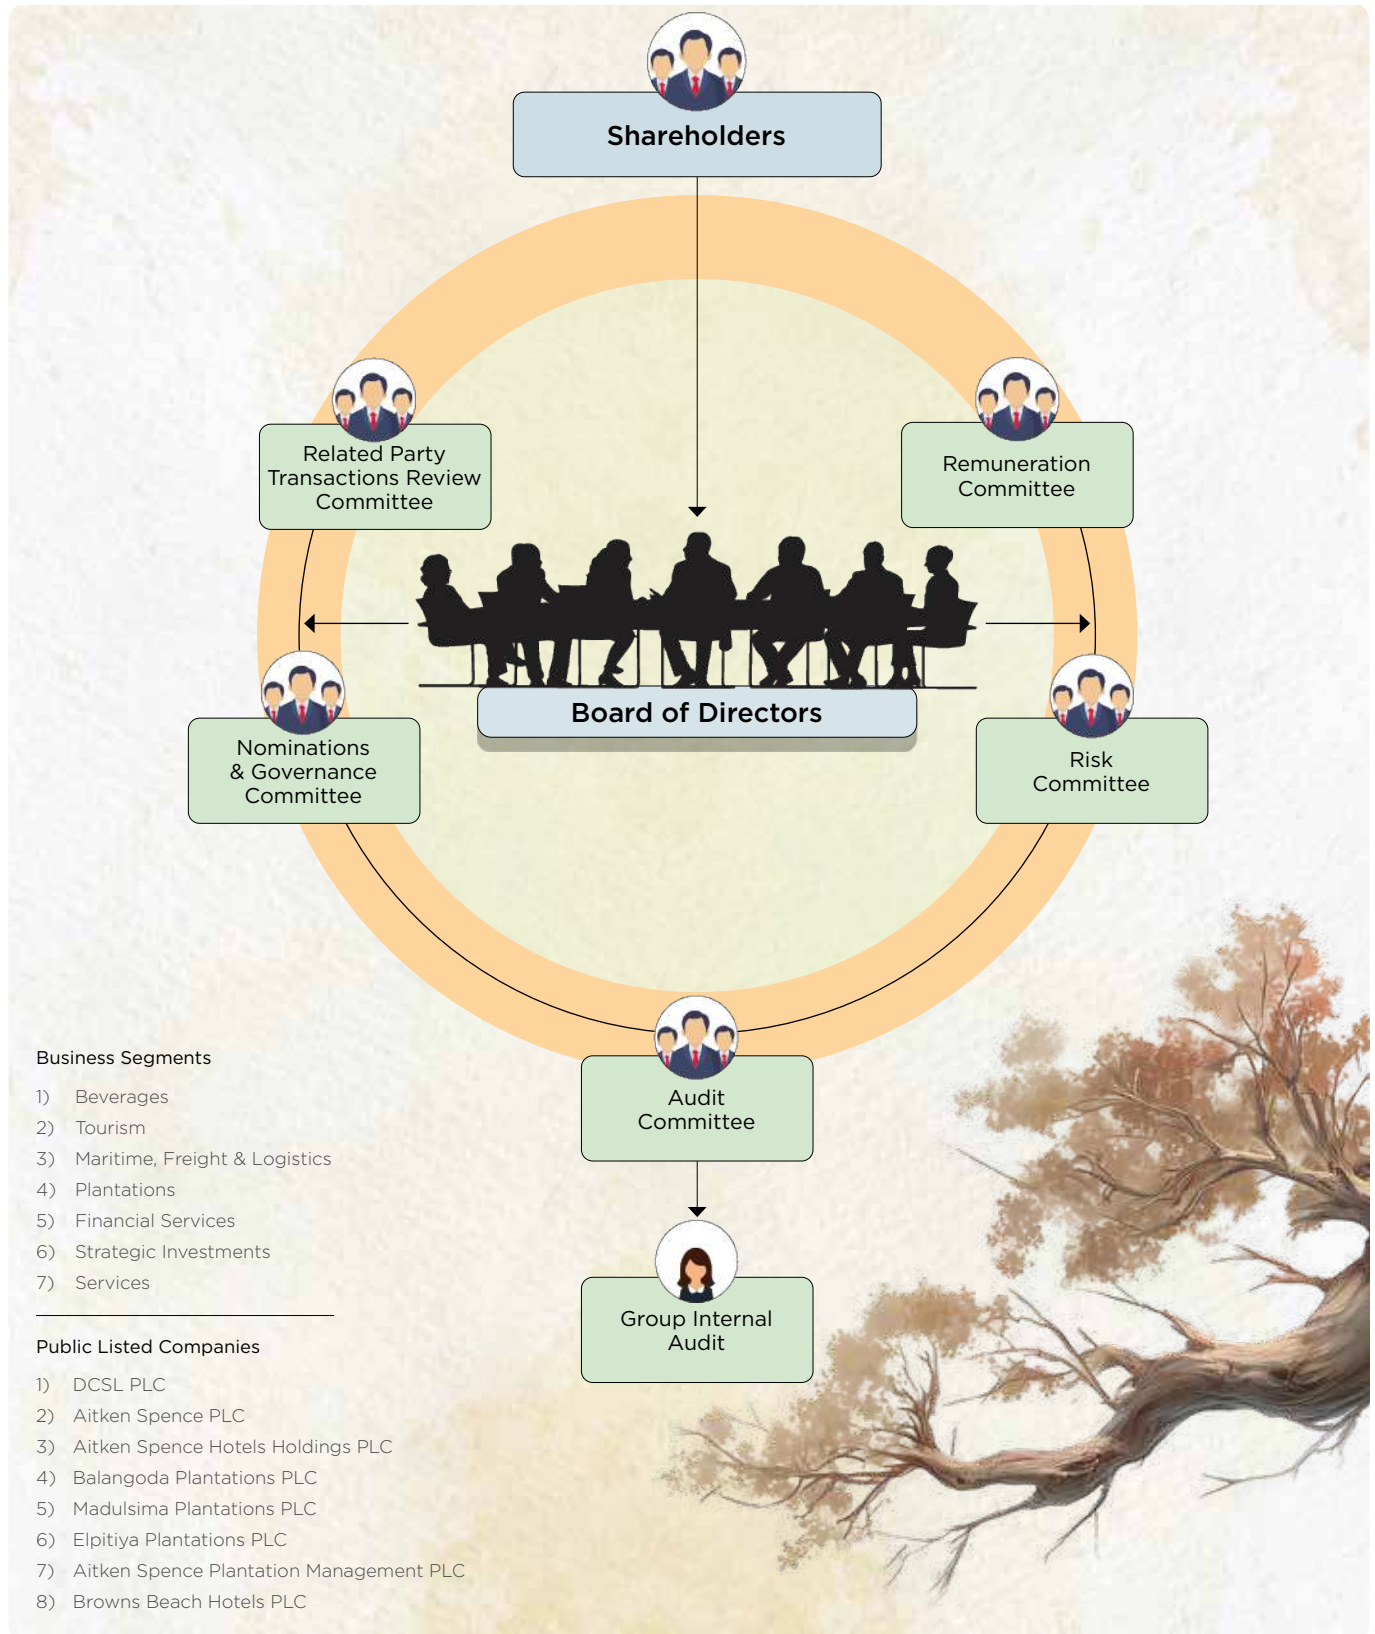 Shareholders
Related Party
Transactions Review
Committee
Remuneration
Committee
Board of Directors
Nominations
& Governance
Committee
Risk
Committee
Audit
Committee
Group Internal
Audit
Business Segments
1) Beverages
2) Tourism
3) Maritime, Freight & Logistics
4) Plantations
5) Financial Services
6) Strategic Investments
7) Services
Public Listed Companies
1) DCSL PLC
2) Aitken Spence PLC
3) Aitken Spence Hotels Holdings PLC
4) Balangoda Plantations PLC
5) Madulsima Plantations PLC
6) Elpitiya Plantations PLC
7) Aitken Spence Plantation Management PLC
8) Browns Beach Hotels PLC